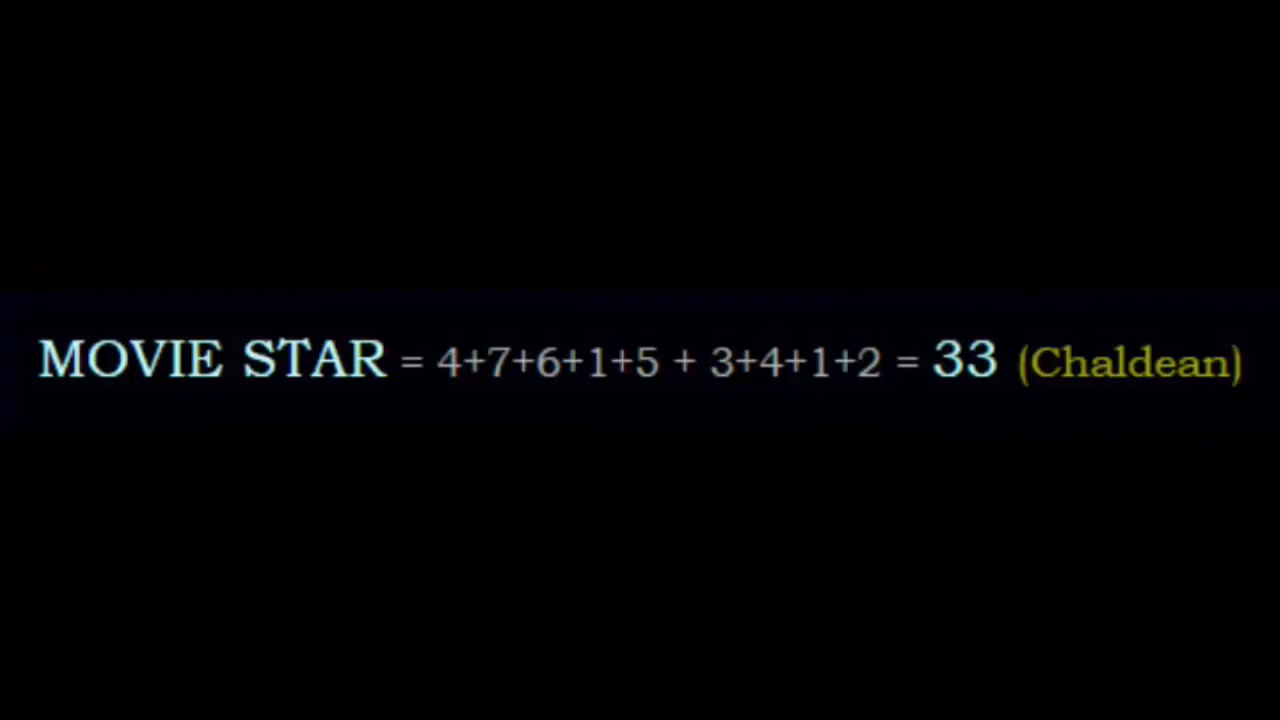 MOVIE STAR = 4+7+6+1+5 + 3+4+1+2 = 33 (Chaldean)